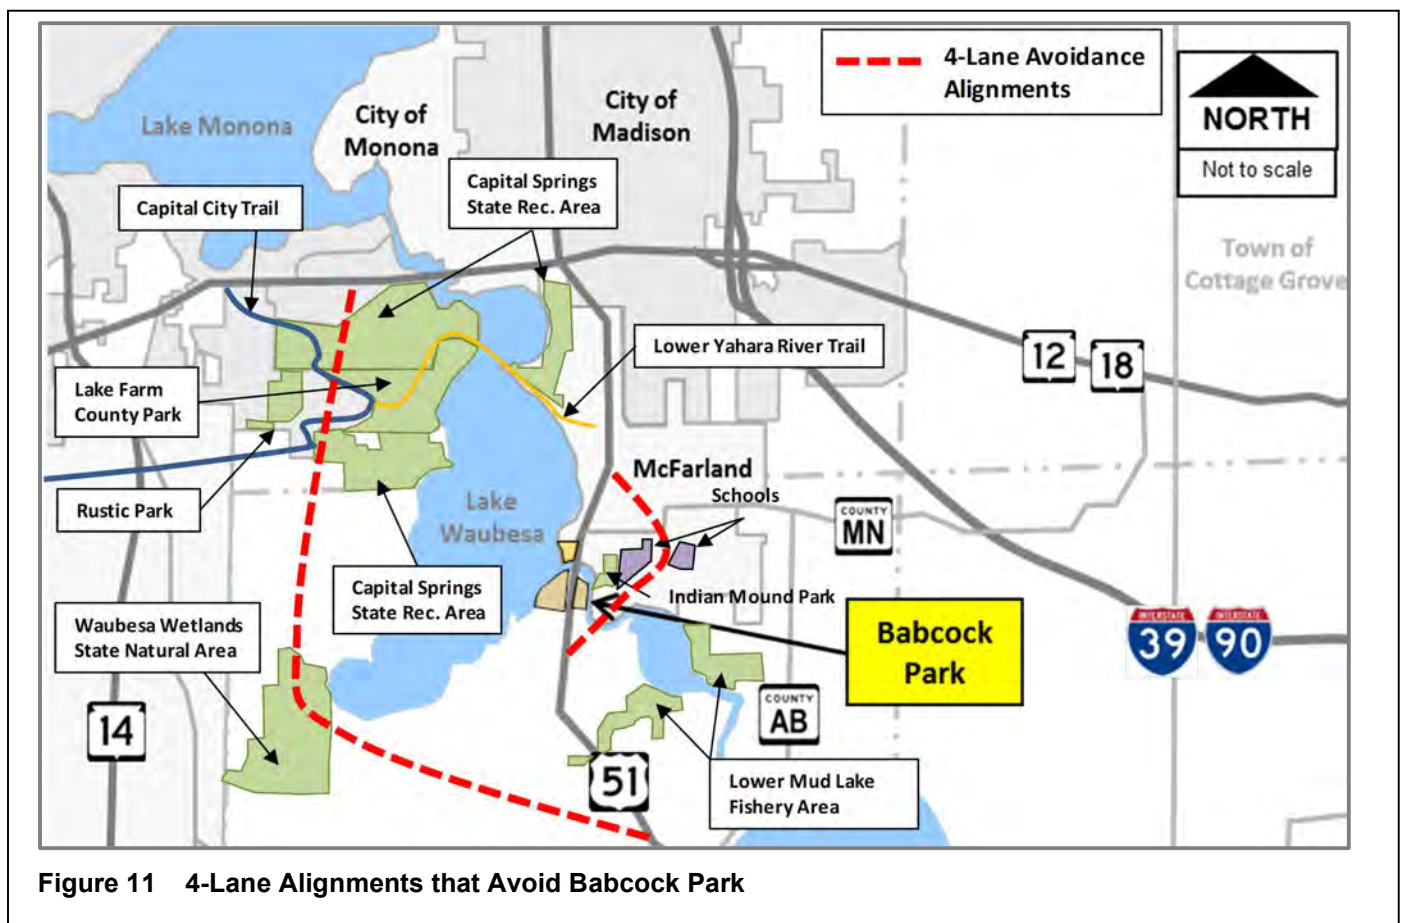 4-Lane Avoidance
Alignments
NORTH
Not to scale
City of
Madison
City of
Monona
Lake Monona
Capital Springs
State Rec. Area
Capital City Trail
Town of
Cottage Grove
Lower Yahara River Trail
12
18
Lake Farm
County Park
McFarland
Schools
Rustic Park
Lake
Waubesa
COUNTY
MN
Capital Springs
State Rec. Area
Indian Mound Park
Waubesa Wetlands
State Natural Area
Babcock
Park
INTERSTATE
39
INTERSTATE
90
14
COUNTY
AB
51
Lower Mud Lake
Fishery Area
Figure 11 4-Lane Alignments that Avoid Babcock Park